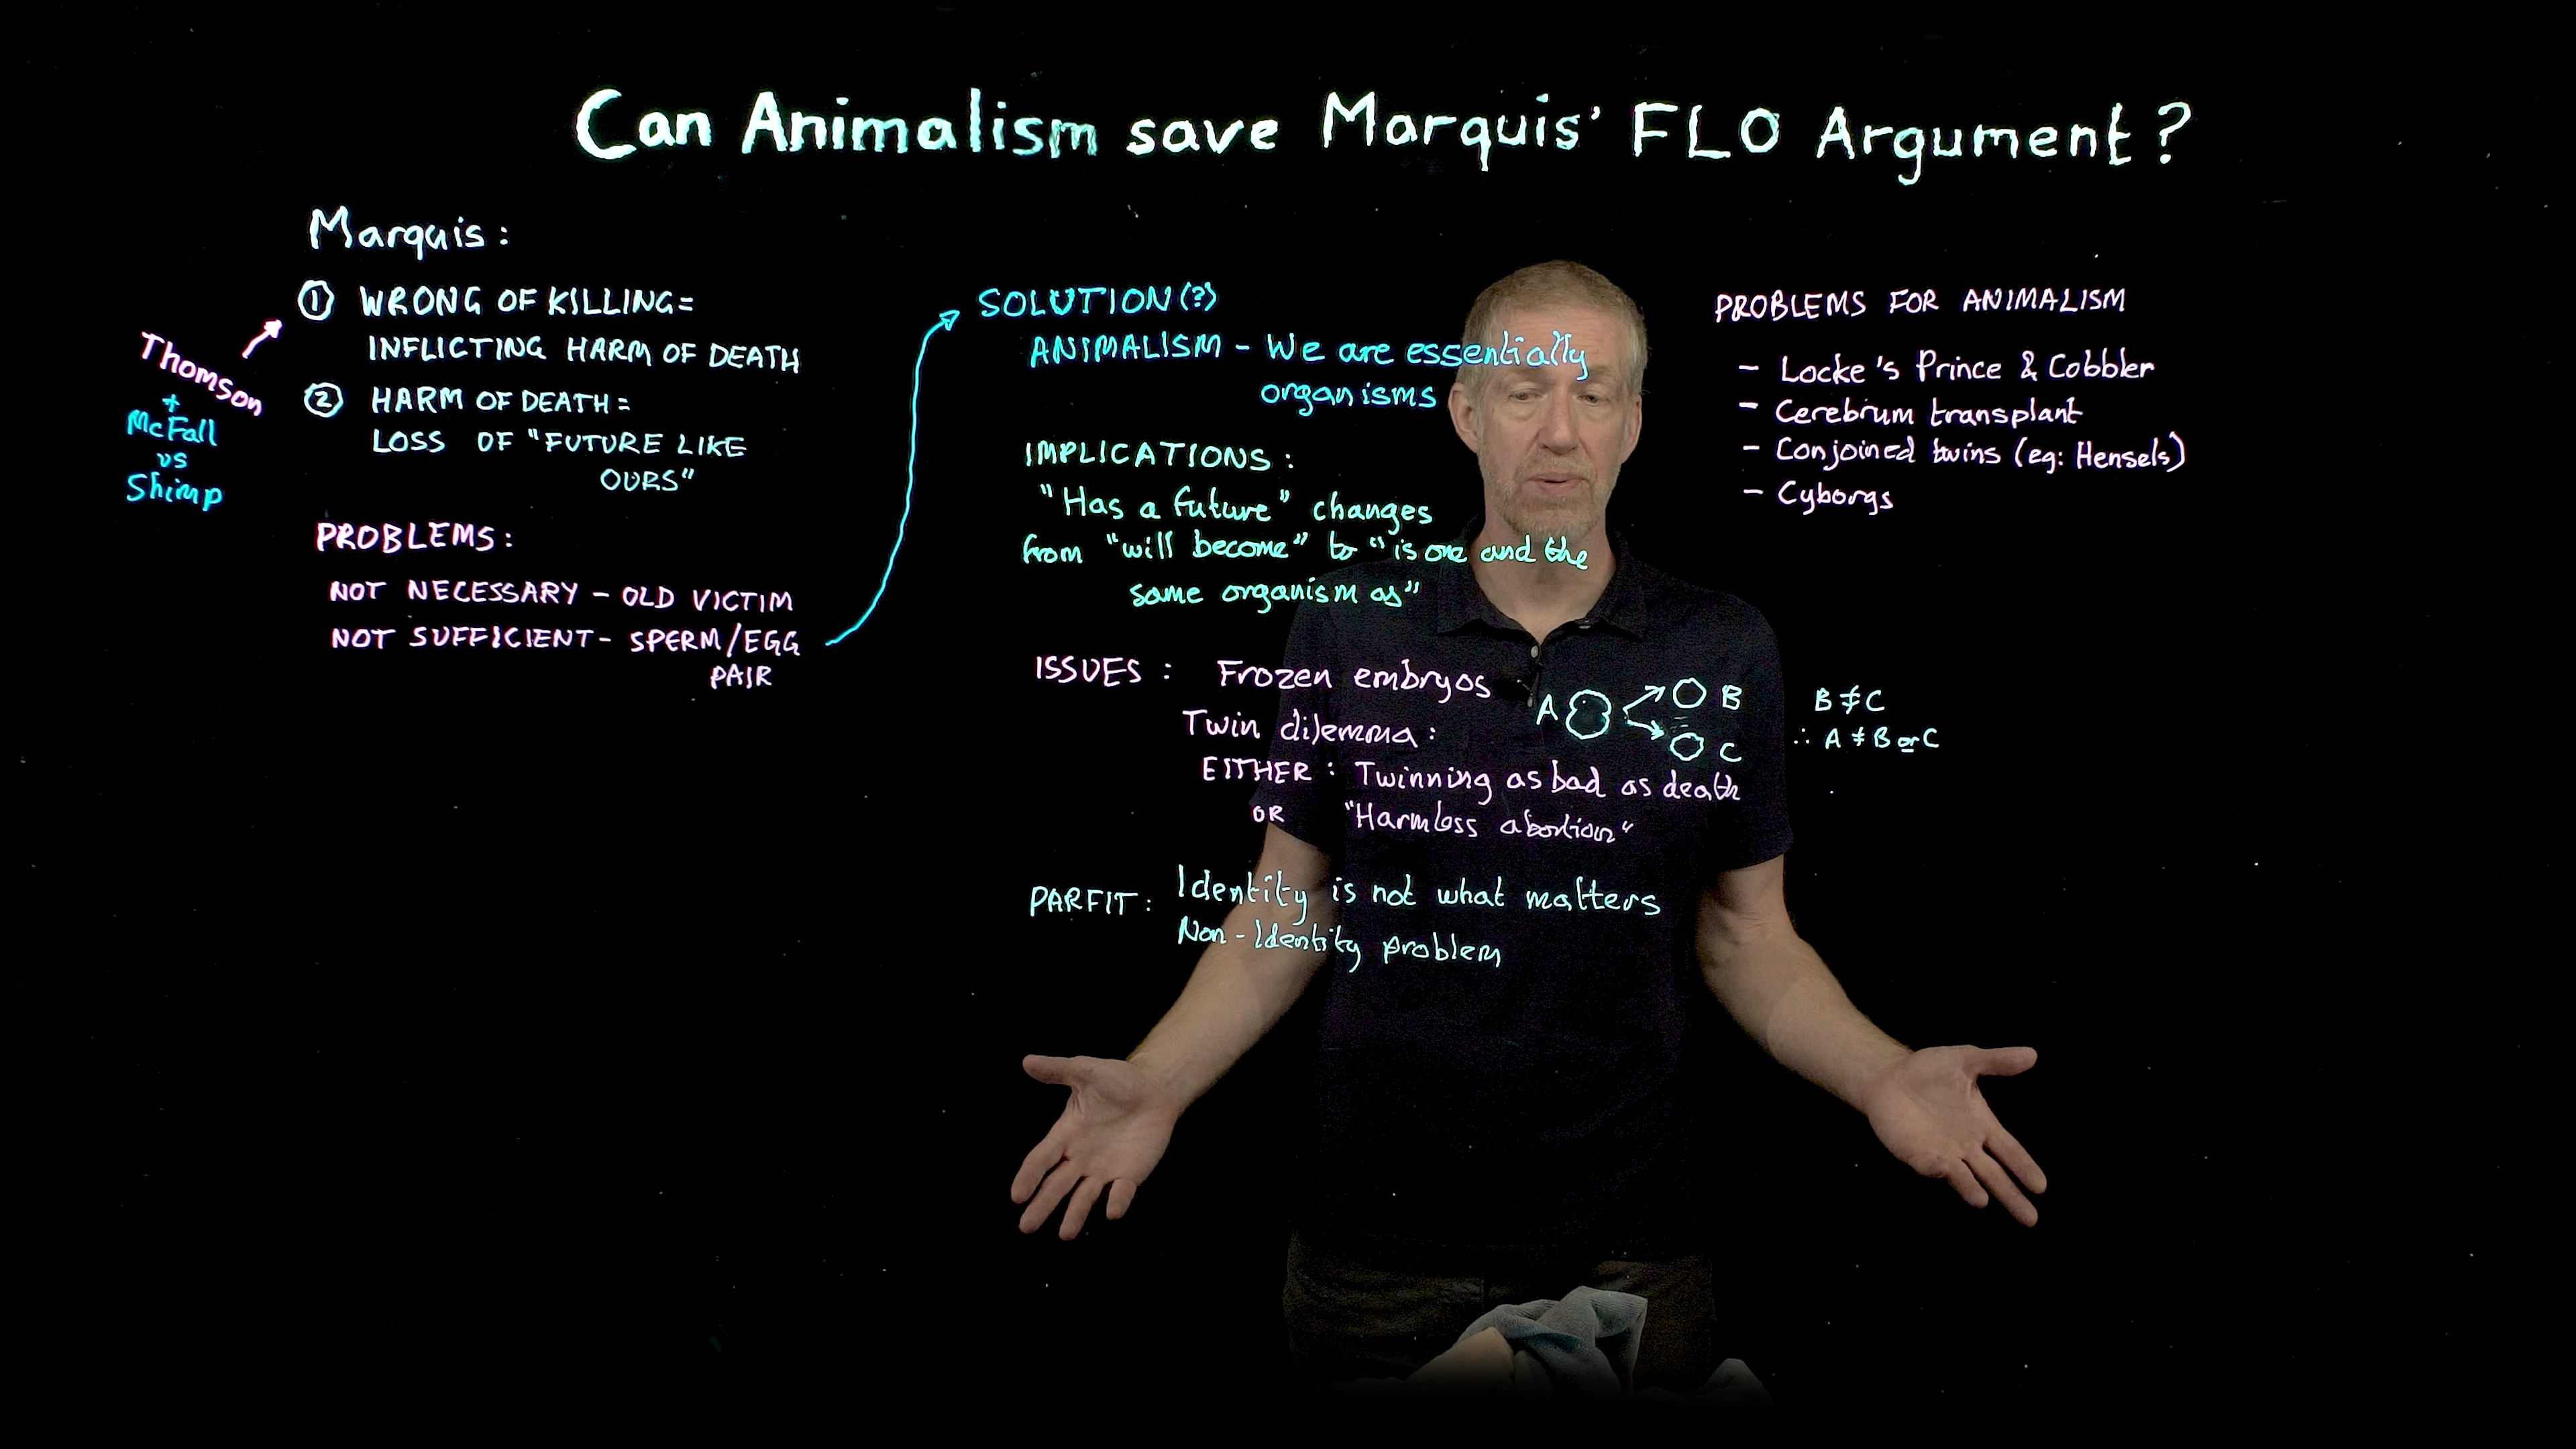 Can Animalism save Marquis' FLO Argument?
Marquis:
① WRONG OF KILLING =
INFLICTING HARM OF DEATH
② HARM OF DEATH =
LOSS OF "FUTURE LIKE
OURS"
Thomson
+
McFall
vs
Shimp
PROBLEMS:
NOT NECESSARY - OLD VICTIM
NOT SUFFICIENT - SPERM/EGG
PAIR
SOLUTION (?)
ANIMALISM - We are essentially
organisms
IMPLICATIONS:
"Has a future" changes
from "will become" to "is one and the
same organism as"
ISSUES: Frozen embryos
Twin dilemma:
EITHER: Twinning as bad as death
OR "Harmless abortion"
A B
C
B ≠ C
∴ A ≠ B or C
PARFIT: Identity is not what matters
Non-Identity problem
PROBLEMS FOR ANIMALISM
- Locke's Prince & Cobbler
- Cerebrum transplant
- Conjoined twins (eg: Hensels)
- Cyborgs